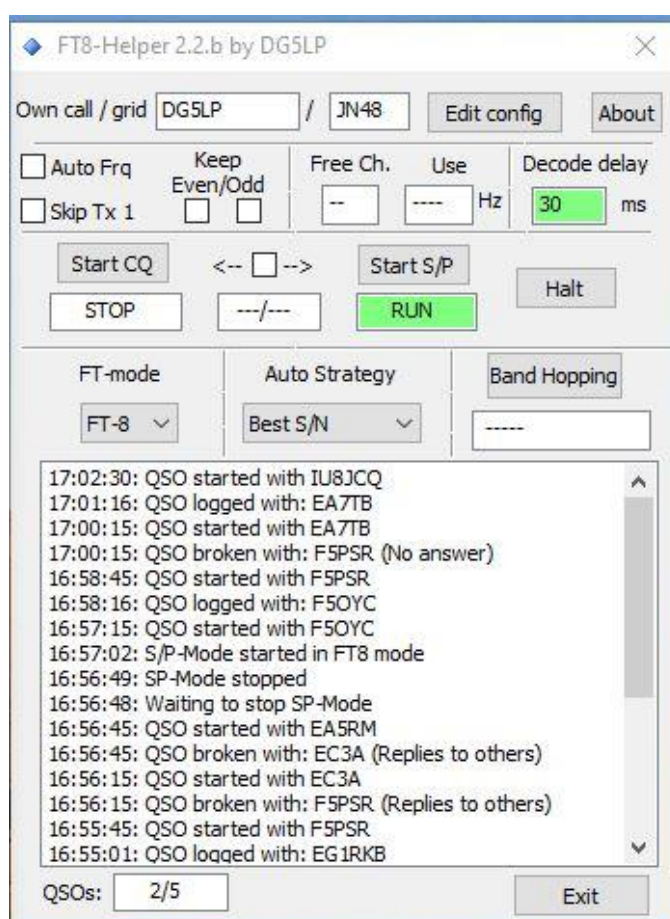 FT8-Helper 2.2.b by DG5LP
Own call / grid DG5LP / JN48 Edit config About
Auto Frq Keep Even/Odd Free Ch. Use Decode delay
Skip Tx 1 -- ---- Hz 30 ms
Start CQ <-- --> Start S/P Halt
STOP ---/--- RUN
FT-mode Auto Strategy Band Hopping
FT-8 Best S/N -----
17:02:30: QSO started with IU8JCQ
17:01:16: QSO logged with: EA7TB
17:00:15: QSO started with EA7TB
17:00:15: QSO broken with: F5PSR (No answer)
16:58:45: QSO started with F5PSR
16:58:16: QSO logged with: F5OYC
16:57:15: QSO started with F5OYC
16:57:02: S/P-Mode started in FT8 mode
16:56:49: SP-Mode stopped
16:56:48: Waiting to stop SP-Mode
16:56:45: QSO started with EA5RM
16:56:45: QSO broken with: EC3A (Replies to others)
16:56:15: QSO started with EC3A
16:56:15: QSO broken with: F5PSR (Replies to others)
16:55:45: QSO started with F5PSR
16:55:01: QSO logged with: EG1RKB
QSOs: 2/5 Exit